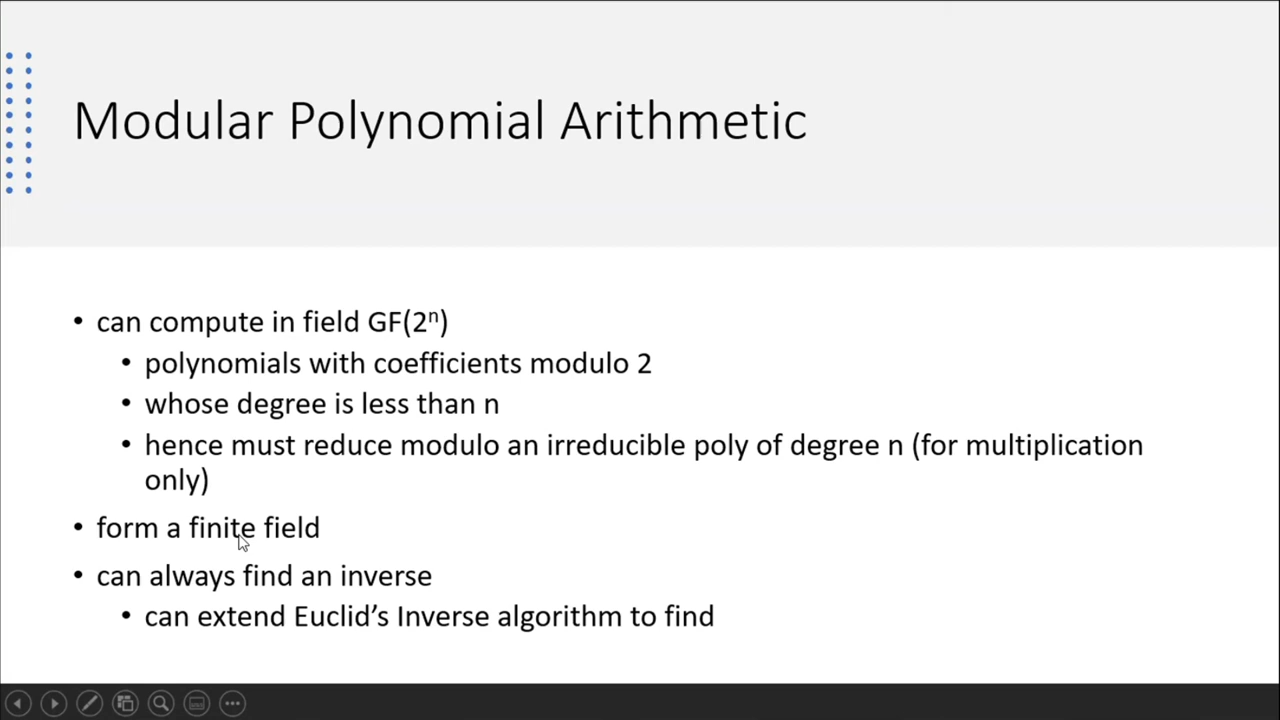 Modular Polynomial Arithmetic
• can compute in field GF(2ⁿ)
• polynomials with coefficients modulo 2
• whose degree is less than n
• hence must reduce modulo an irreducible poly of degree n (for multiplication
only)
• form a finite field
• can always find an inverse
• can extend Euclid’s Inverse algorithm to find